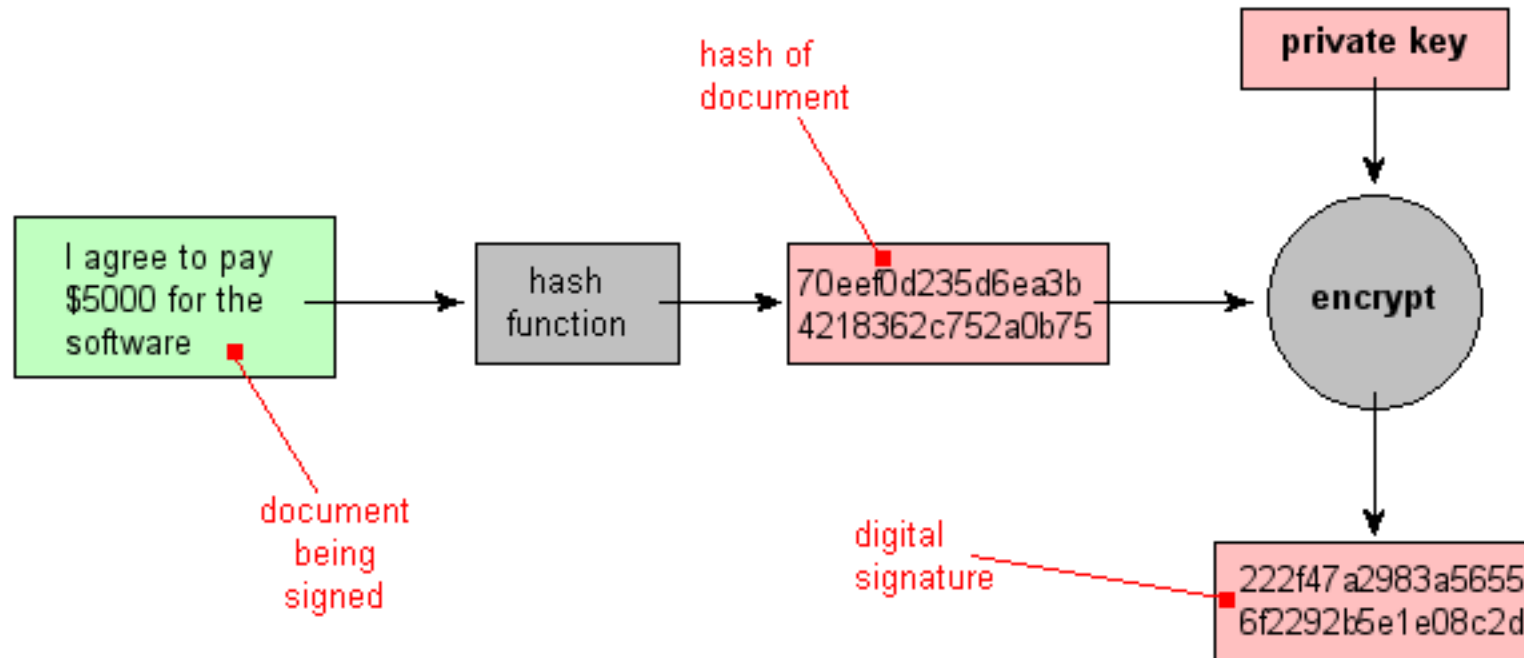 private key
hash of
document
I agree to pay
$5000 for the
software
hash
function
70eef0d235d6ea3b
4218362c752a0b75
encrypt
document
being
signed
digital
signature
222f47a2983a5655
6f2292b5e1e08c2d